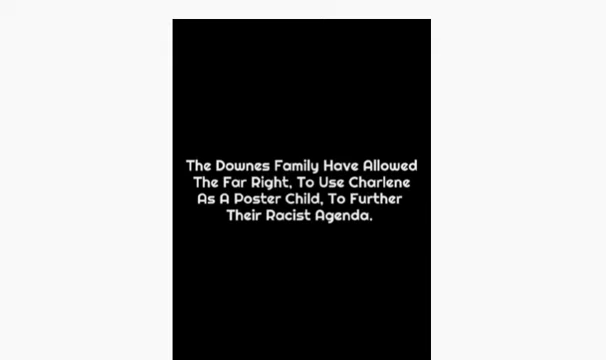 The Downes Family Have Allowed
The Far Right, To Use Charlene
As A Poster Child, To Further
Their Racist Agenda.